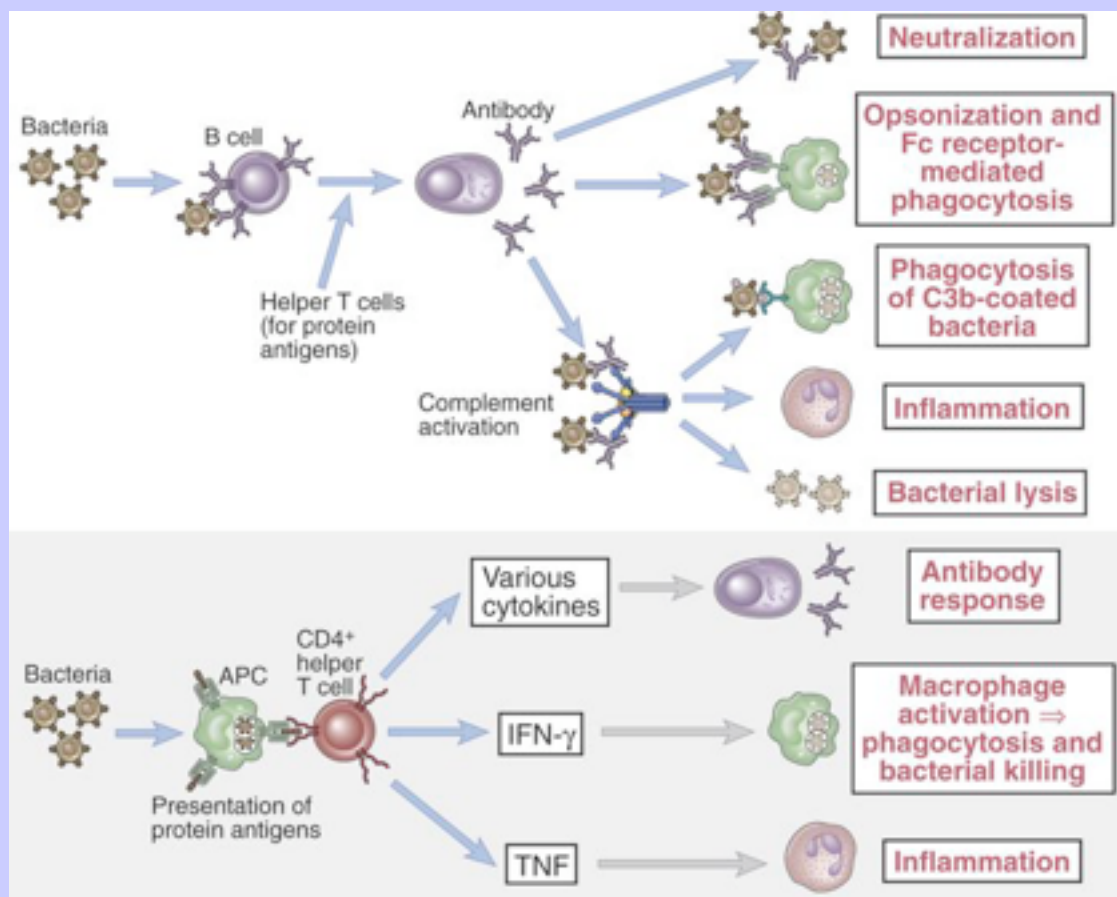 Neutralization
Bacteria
B cell
Antibody
Opsonization and
Fc receptor-
mediated
phagocytosis
Helper T cells
(for protein
antigens)
Phagocytosis
of C3b-coated
bacteria
Complement
activation
Inflammation
Bacterial lysis
Various
cytokines
Antibody
response
Bacteria
APC
CD4⁺
helper
T cell
IFN-γ
Macrophage
activation ⇒
phagocytosis and
bacterial killing
Presentation of
protein antigens
TNF
Inflammation